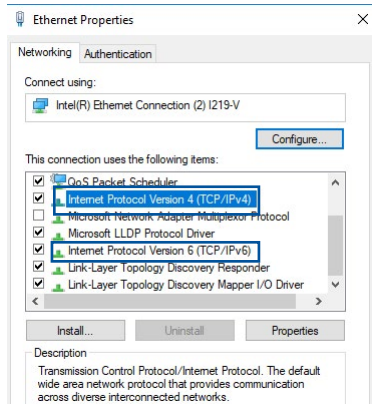 Ethernet Properties
Networking
Authentication
Connect using:
Intel(R) Ethernet Connection (2) I219-V
Configure...
This connection uses the following items:
QoS Packet Scheduler
Internet Protocol Version 4 (TCP/IPv4)
Microsoft Network Adapter Multiplexor Protocol
Microsoft LLDP Protocol Driver
Internet Protocol Version 6 (TCP/IPv6)
Link-Layer Topology Discovery Responder
Link-Layer Topology Discovery Mapper I/O Driver
Install...
Uninstall
Properties
Description
Transmission Control Protocol/Internet Protocol. The default
wide area network protocol that provides communication
across diverse interconnected networks.